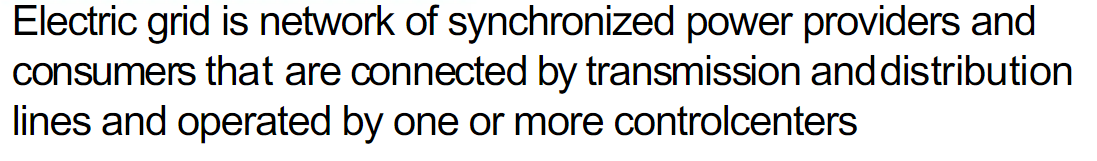 Electric grid is network of synchronized power providers and
consumers that are connected by transmission anddistribution
lines and operated by one or more controlcenters